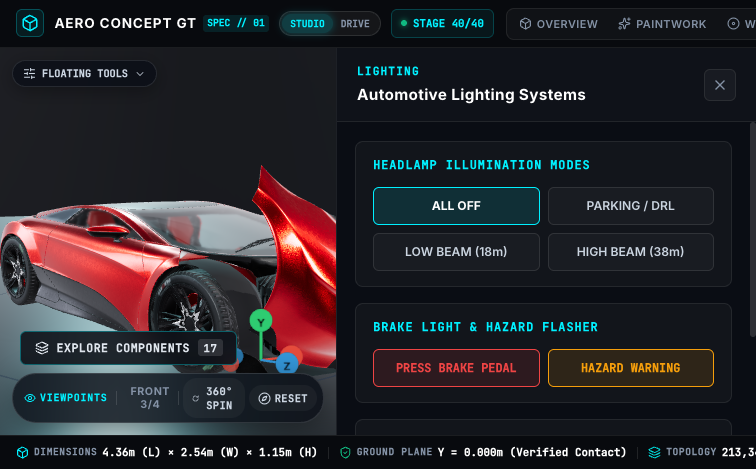 AERO CONCEPT GT
SPEC // 01
STUDIO
DRIVE
STAGE 40/40
OVERVIEW
PAINTWORK
FLOATING TOOLS
LIGHTING
Automotive Lighting Systems
HEADLAMP ILLUMINATION MODES
ALL OFF
PARKING / DRL
LOW BEAM (18m)
HIGH BEAM (38m)
BRAKE LIGHT & HAZARD FLASHER
PRESS BRAKE PEDAL
HAZARD WARNING
Y
Z
EXPLORE COMPONENTS 17
VIEWPOINTS
FRONT
3/4
360°
SPIN
RESET
DIMENSIONS 4.36m (L) × 2.54m (W) × 1.15m (H)
GROUND PLANE Y = 0.000m (Verified Contact)
TOPOLOGY